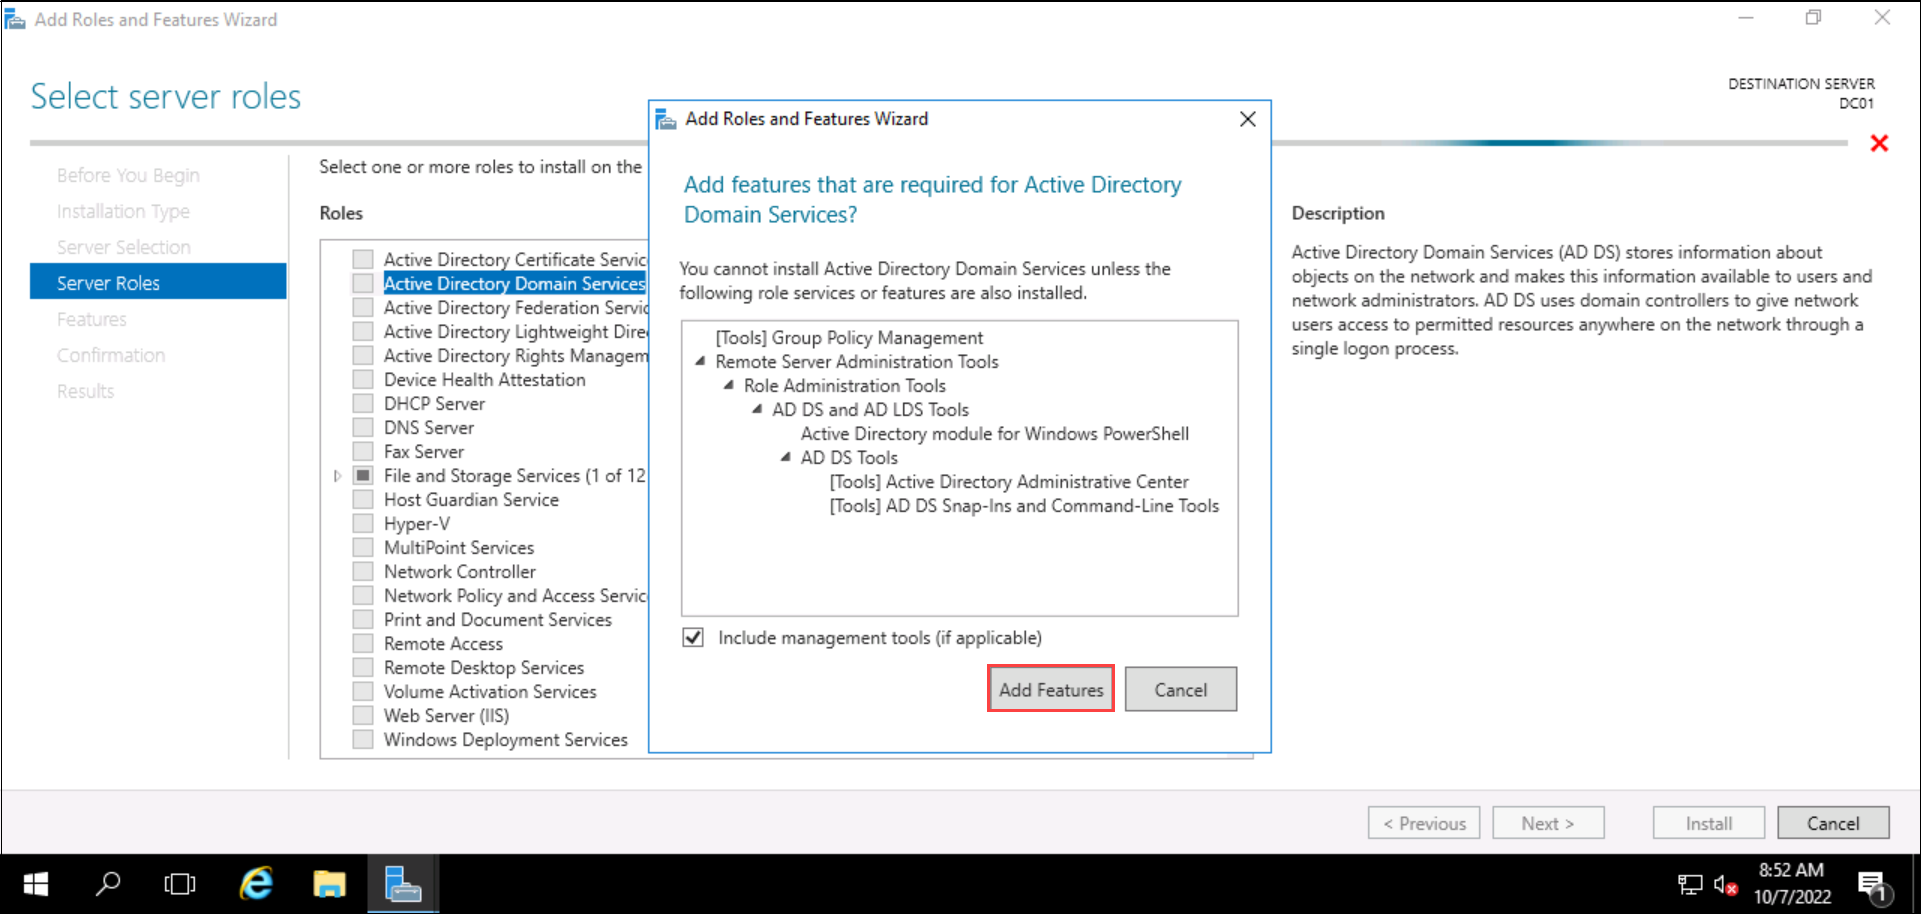 Add Roles and Features Wizard
Select server roles
DESTINATION SERVER
DC01
Before You Begin
Installation Type
Server Selection
Server Roles
Features
Confirmation
Results
Select one or more roles to install on the
Roles
Active Directory Certificate Servic
Active Directory Domain Services
Active Directory Federation Servic
Active Directory Lightweight Dire
Active Directory Rights Managem
Device Health Attestation
DHCP Server
DNS Server
Fax Server
File and Storage Services (1 of 12
Host Guardian Service
Hyper-V
MultiPoint Services
Network Controller
Network Policy and Access Servic
Print and Document Services
Remote Access
Remote Desktop Services
Volume Activation Services
Web Server (IIS)
Windows Deployment Services
Add Roles and Features Wizard
Add features that are required for Active Directory
Domain Services?
You cannot install Active Directory Domain Services unless the
following role services or features are also installed.
[Tools] Group Policy Management
Remote Server Administration Tools
Role Administration Tools
AD DS and AD LDS Tools
Active Directory module for Windows PowerShell
AD DS Tools
[Tools] Active Directory Administrative Center
[Tools] AD DS Snap-Ins and Command-Line Tools
Include management tools (if applicable)
Add Features
Cancel
Description
Active Directory Domain Services (AD DS) stores information about
objects on the network and makes this information available to users and
network administrators. AD DS uses domain controllers to give network
users access to permitted resources anywhere on the network through a
single logon process.
< Previous
Next >
Install
Cancel
8:52 AM
10/7/2022
1